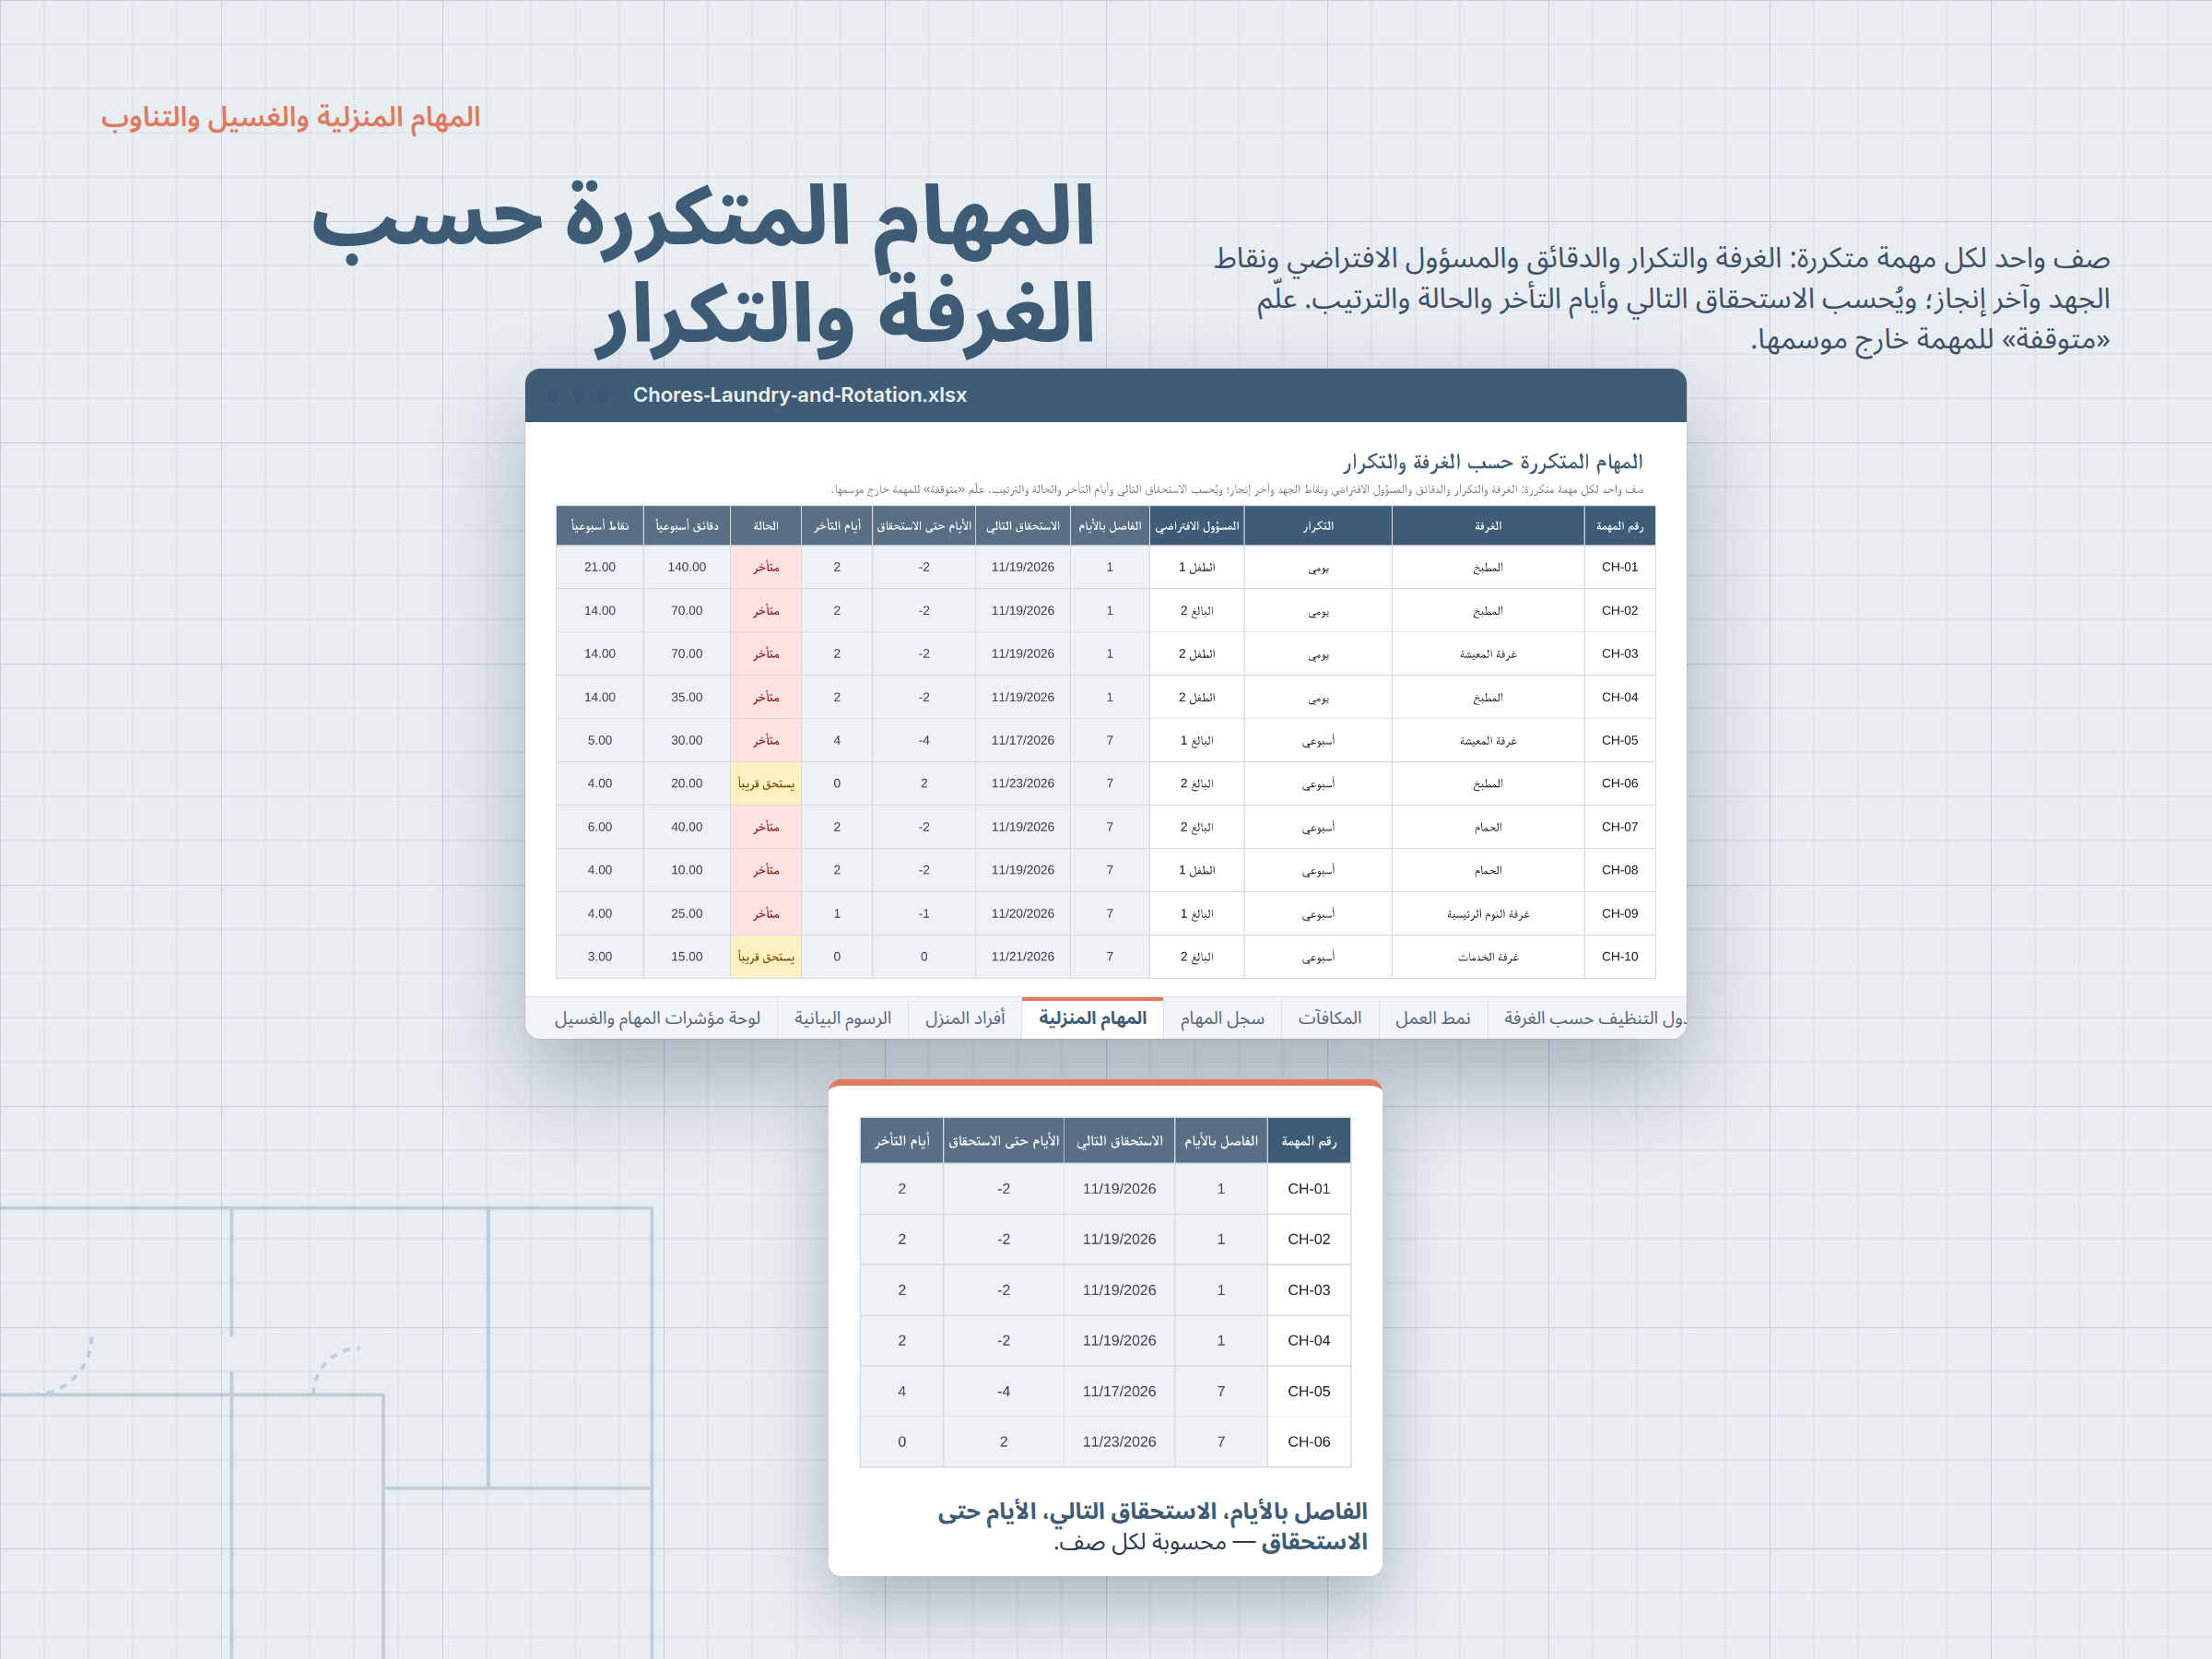 المهام المنزلية والغسيل والتناوب
المهام المتكررة حسب
الغرفة والتكرار
صف واحد لكل مهمة متكررة: الغرفة والتكرار والدقائق والمسؤول الافتراضي ونقاط
الجهد وآخر إنجاز؛ ويُحسب الاستحقاق التالي وأيام التأخر والحالة والترتيب. علّم
«متوقفة» للمهمة خارج موسمها.
Chores-Laundry-and-Rotation.xlsx
المهام المتكررة حسب الغرفة والتكرار
صف واحد لكل مهمة متكررة: الغرفة والتكرار والدقائق والمسؤول الافتراضي ونقاط الجهد وآخر إنجاز؛ ويُحسب الاستحقاق التالي وأيام التأخر والحالة والترتيب. علّم «متوقفة» للمهمة خارج موسمها.
رقم المهمة الغرفة التكرار المسؤول الافتراضي الفاصل بالأيام الاستحقاق التالي الأيام حتى الاستحقاق أيام التأخر الحالة دقائق أسبوعياً نقاط أسبوعياً
CH-01 المطبخ يومي الطفل 1 1 11/19/2026 -2 2 متأخر 140.00 21.00
CH-02 المطبخ يومي البالغ 2 1 11/19/2026 -2 2 متأخر 70.00 14.00
CH-03 غرفة المعيشة يومي الطفل 2 1 11/19/2026 -2 2 متأخر 70.00 14.00
CH-04 المطبخ يومي الطفل 2 1 11/19/2026 -2 2 متأخر 35.00 14.00
CH-05 غرفة المعيشة أسبوعي البالغ 1 7 11/17/2026 -4 4 متأخر 30.00 5.00
CH-06 المطبخ أسبوعي البالغ 2 7 11/23/2026 2 0 يستحق قريباً 20.00 4.00
CH-07 الحمام أسبوعي البالغ 2 7 11/19/2026 -2 2 متأخر 40.00 6.00
CH-08 الحمام أسبوعي الطفل 1 7 11/19/2026 -2 2 متأخر 10.00 4.00
CH-09 غرفة النوم الرئيسية أسبوعي البالغ 1 7 11/20/2026 -1 1 متأخر 25.00 4.00
CH-10 غرفة الخدمات أسبوعي البالغ 2 7 11/21/2026 0 0 يستحق قريباً 15.00 3.00
لوحة مؤشرات المهام والغسيل الرسوم البيانية أفراد المنزل المهام المنزلية سجل المهام المكافآت نمط العمل دول التنظيف حسب الغرفة
رقم المهمة الفاصل بالأيام الاستحقاق التالي الأيام حتى الاستحقاق أيام التأخر
CH-01 1 11/19/2026 -2 2
CH-02 1 11/19/2026 -2 2
CH-03 1 11/19/2026 -2 2
CH-04 1 11/19/2026 -2 2
CH-05 7 11/17/2026 -4 4
CH-06 7 11/23/2026 2 0
الفاصل بالأيام، الاستحقاق التالي، الأيام حتى
الاستحقاق — محسوبة لكل صف.